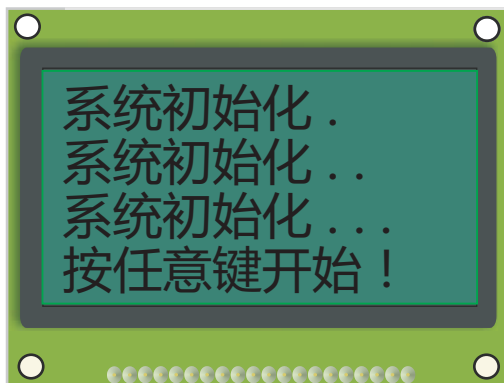 系统初始化 .
系统初始化 . .
系统初始化 . . .
按任意键开始！